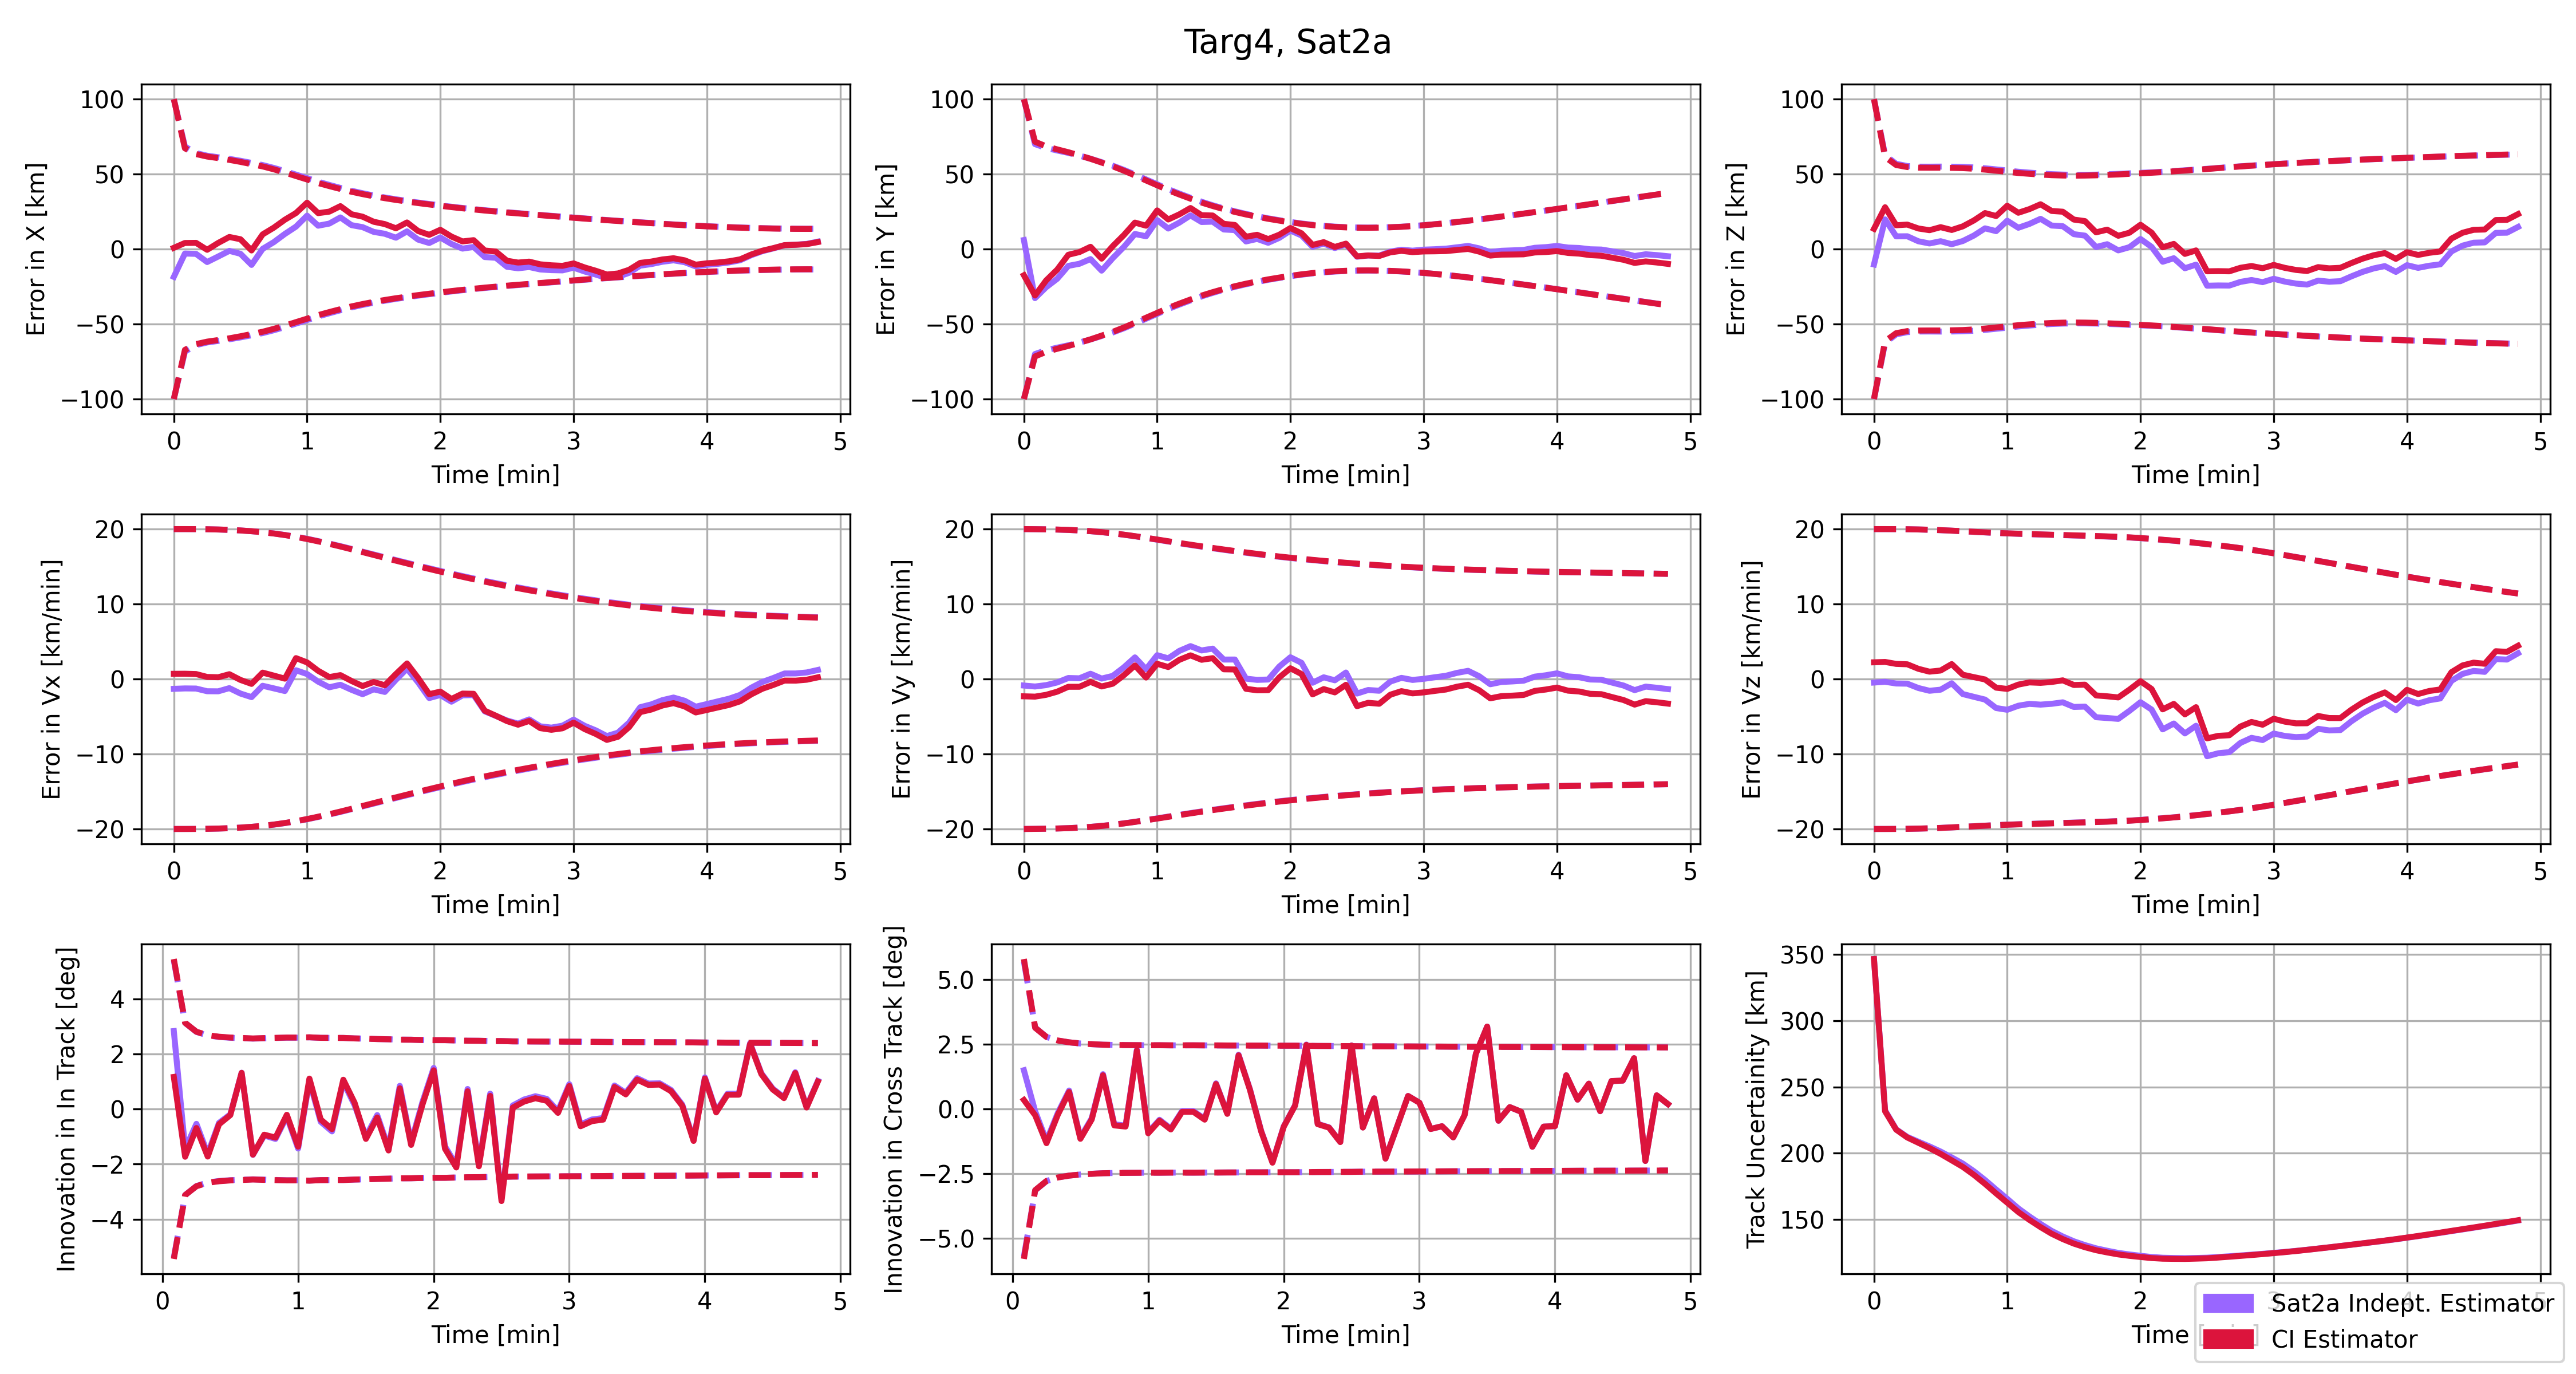 Targ4, Sat2a
Error in X [km]
100
50
0
−50
−100
0 1 2 3 4 5
Time [min]
Error in Y [km]
100
50
0
−50
−100
0 1 2 3 4 5
Time [min]
Error in Z [km]
100
50
0
−50
−100
0 1 2 3 4 5
Time [min]
Error in Vx [km/min]
20
10
0
−10
−20
0 1 2 3 4 5
Time [min]
Error in Vy [km/min]
20
10
0
−10
−20
0 1 2 3 4 5
Time [min]
Error in Vz [km/min]
20
10
0
−10
−20
0 1 2 3 4 5
Time [min]
Innovation in In Track [deg]
4
2
0
−2
−4
0 1 2 3 4 5
Time [min]
Innovation in Cross Track [deg]
5.0
2.5
0.0
−2.5
−5.0
0 1 2 3 4 5
Time [min]
Track Uncertainity [km]
350
300
250
200
150
0 1 2
Time
Sat2a Indept. Estimator
CI Estimator